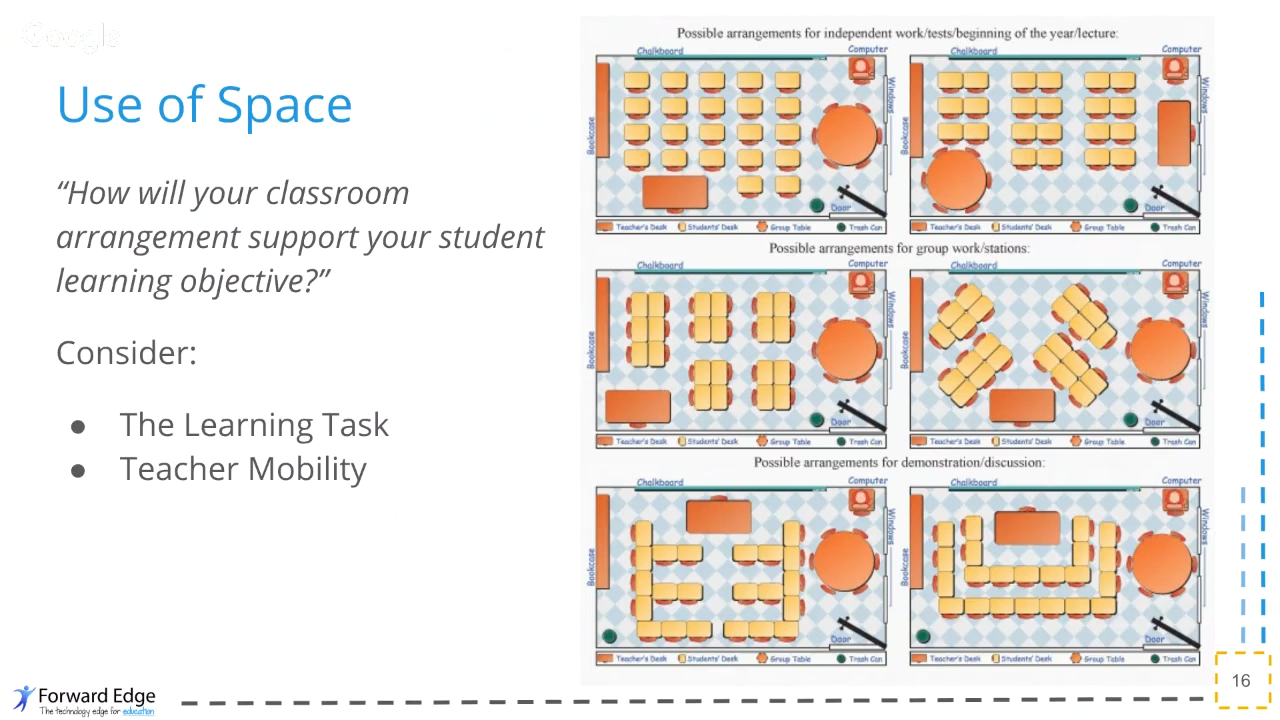 Google
Use of Space
“How will your classroom
arrangement support your student
learning objective?”
Consider:
● The Learning Task
● Teacher Mobility
Possible arrangements for independent work/tests/beginning of the year/lecture:
Chalkboard
Computer
Bookcase
Windows
Door
Teacher's Desk Students' Desk Group Table Trash Can
Chalkboard
Computer
Bookcase
Windows
Door
Teacher's Desk Students' Desk Group Table Trash Can
Possible arrangements for group work/stations:
Chalkboard
Computer
Bookcase
Windows
Door
Teacher's Desk Students' Desk Group Table Trash Can
Chalkboard
Computer
Bookcase
Windows
Door
Teacher's Desk Students' Desk Group Table Trash Can
Possible arrangements for demonstration/discussion:
Chalkboard
Computer
Bookcase
Windows
Door
Teacher's Desk Students' Desk Group Table Trash Can
Chalkboard
Computer
Bookcase
Windows
Door
Teacher's Desk Students' Desk Group Table Trash Can
Forward Edge
The technology edge for education
16